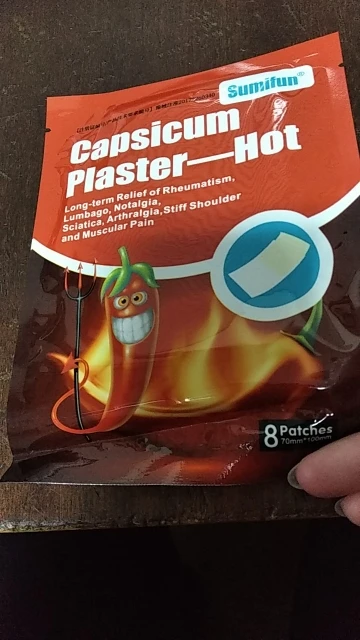 Sumifun®
Capsicum
Plaster—Hot
Long-term Relief of Rheumatism,
Lumbago, Notalgia,
Sciatica, Arthralgia, Stiff Shoulder
and Muscular Pain
8 Patches
70mm*100mm